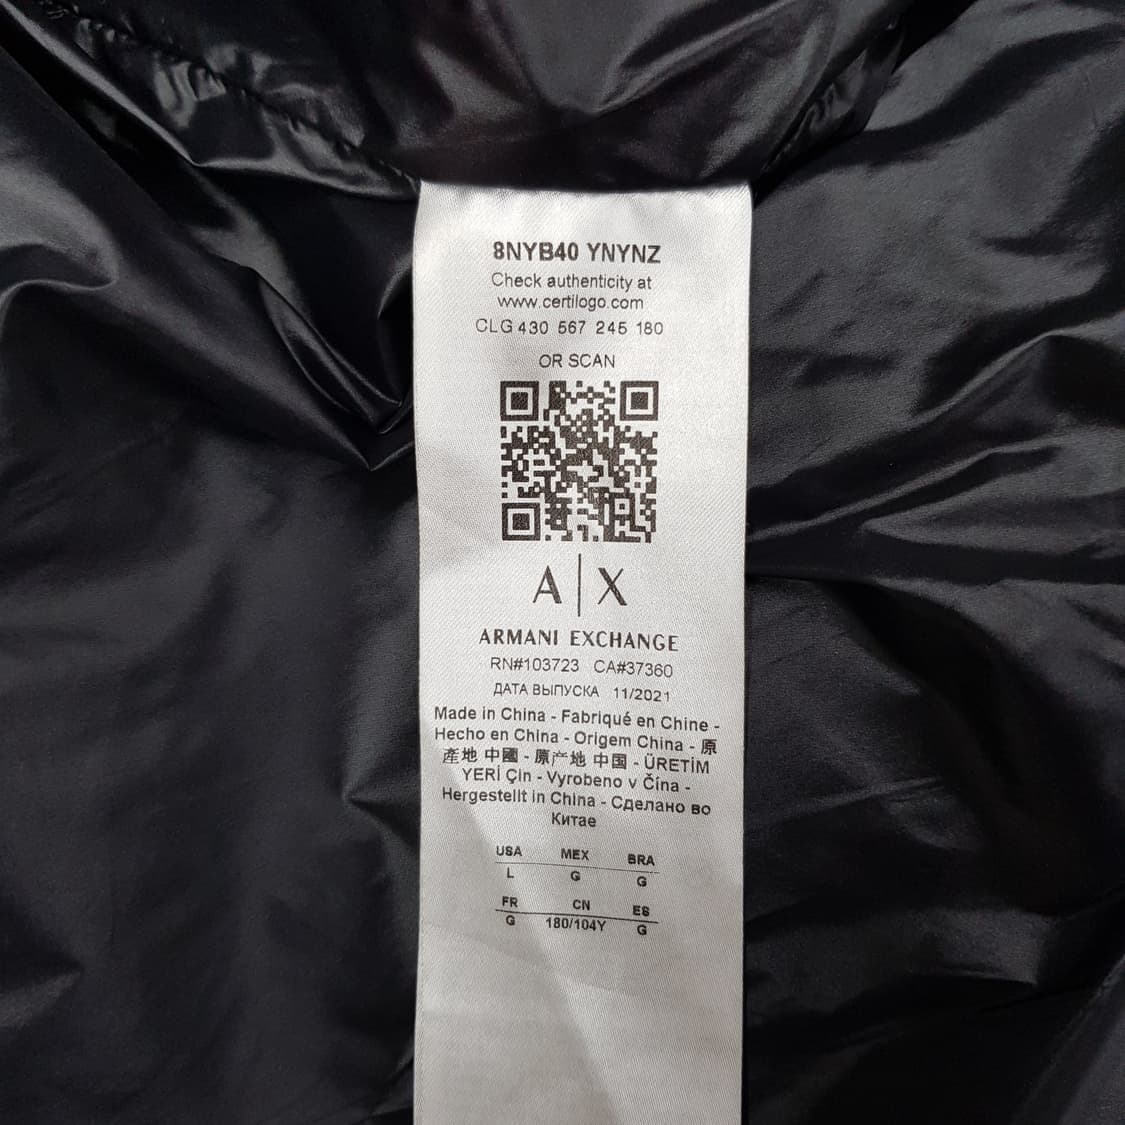 8NYB40 YNYNZ
Check authenticity at
www.certilogo.com
CLG 430 567 245 180
OR SCAN
A|X
ARMANI EXCHANGE
RN#103723 CA#37360
ДАТА ВЫПУСКА 11/2021
Made in China - Fabriqué en Chine -
Hecho en China - Origem China - 原
產地 中國 - 原产地 中国 - ÜRETİM
YERİ Çin - Vyrobeno v Čína -
Hergestellt in China - Сделано во
Китае
USA MEX BRA
L G G
FR CN ES
G 180/104Y G